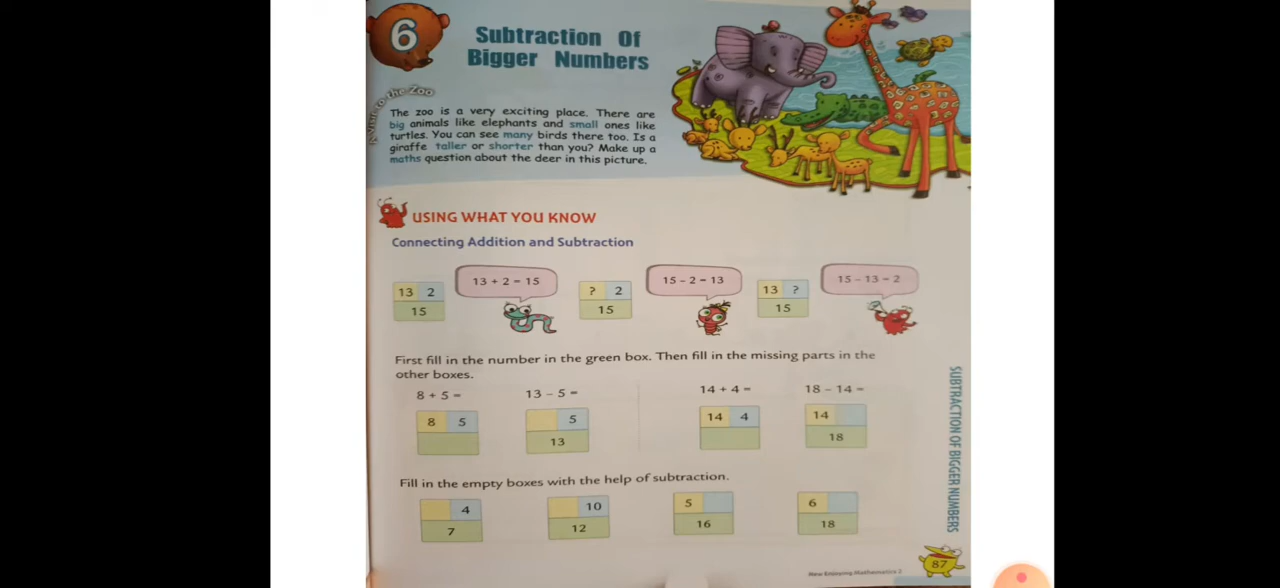 6
Subtraction Of
Bigger Numbers
A Visit to the Zoo
The zoo is a very exciting place. There are
big animals like elephants and small ones like
turtles. You can see many birds there too. Is a
giraffe taller or shorter than you? Make up a
maths question about the deer in this picture.
USING WHAT YOU KNOW
Connecting Addition and Subtraction
13 + 2 = 15 15 - 2 = 13 15 - 13 = 2
13 2 ? 2 13 ?
15 15 15
First fill in the number in the green box. Then fill in the missing parts in the
other boxes.
8 + 5 = 13 - 5 = 14 + 4 = 18 - 14 =
8 5 5 14 4 14
13 18
Fill in the empty boxes with the help of subtraction.
4 10 5 6
7 12 16 18
SUBTRACTION OF BIGGER NUMBERS
87
New Enjoying Mathematics 2